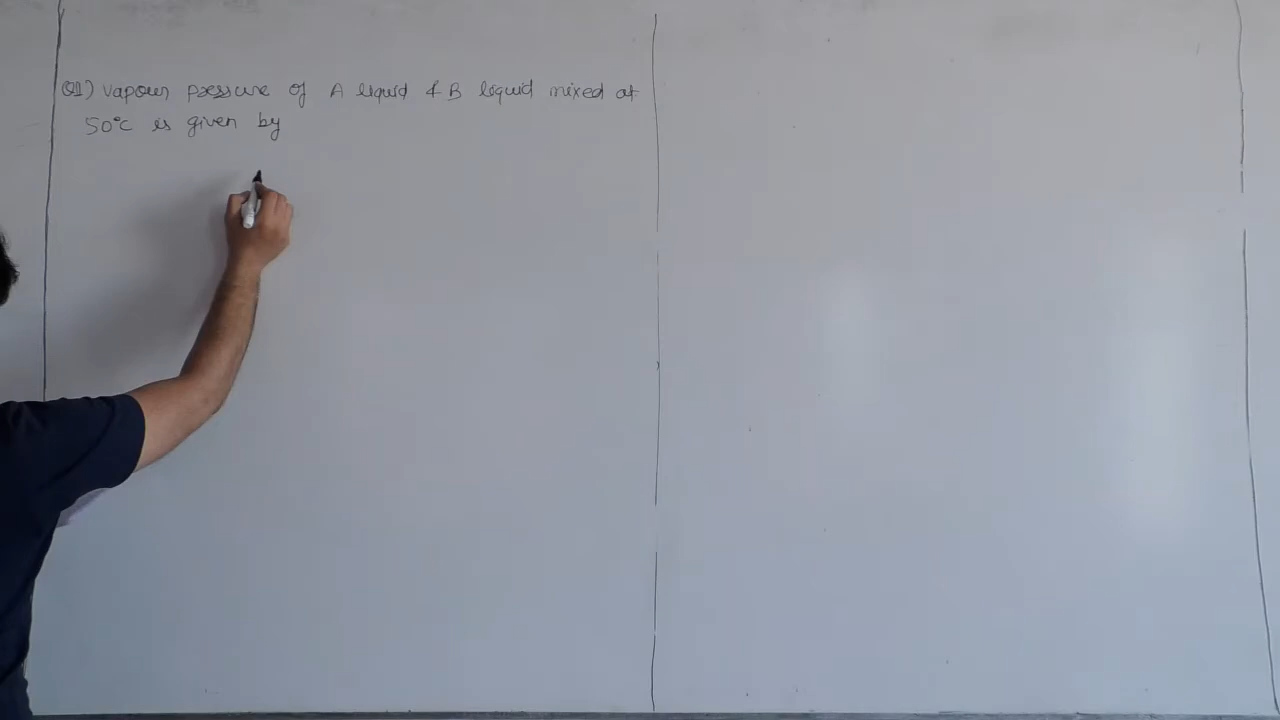 Q1) Vapour pressure of A liquid & B liquid mixed at
50°C is given by